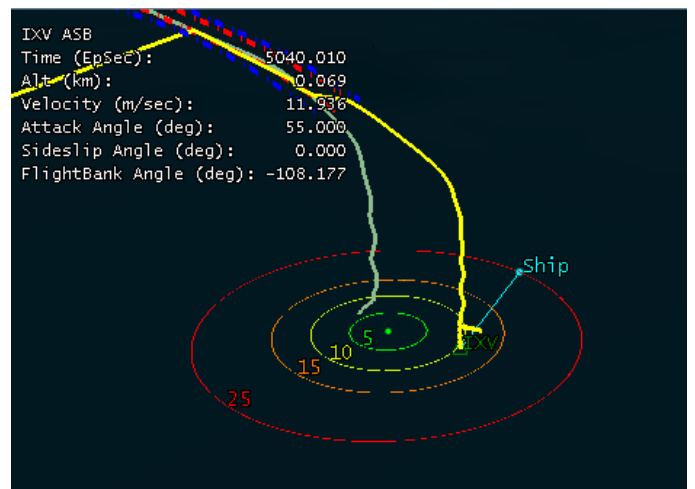 IXV ASB
Time (EpSec): 5040.010
Alt (km): 0.069
Velocity (m/sec): 11.936
Attack Angle (deg): 55.000
Sideslip Angle (deg): 0.000
FlightBank Angle (deg): -108.177
Ship
5
IXV
10
15
25